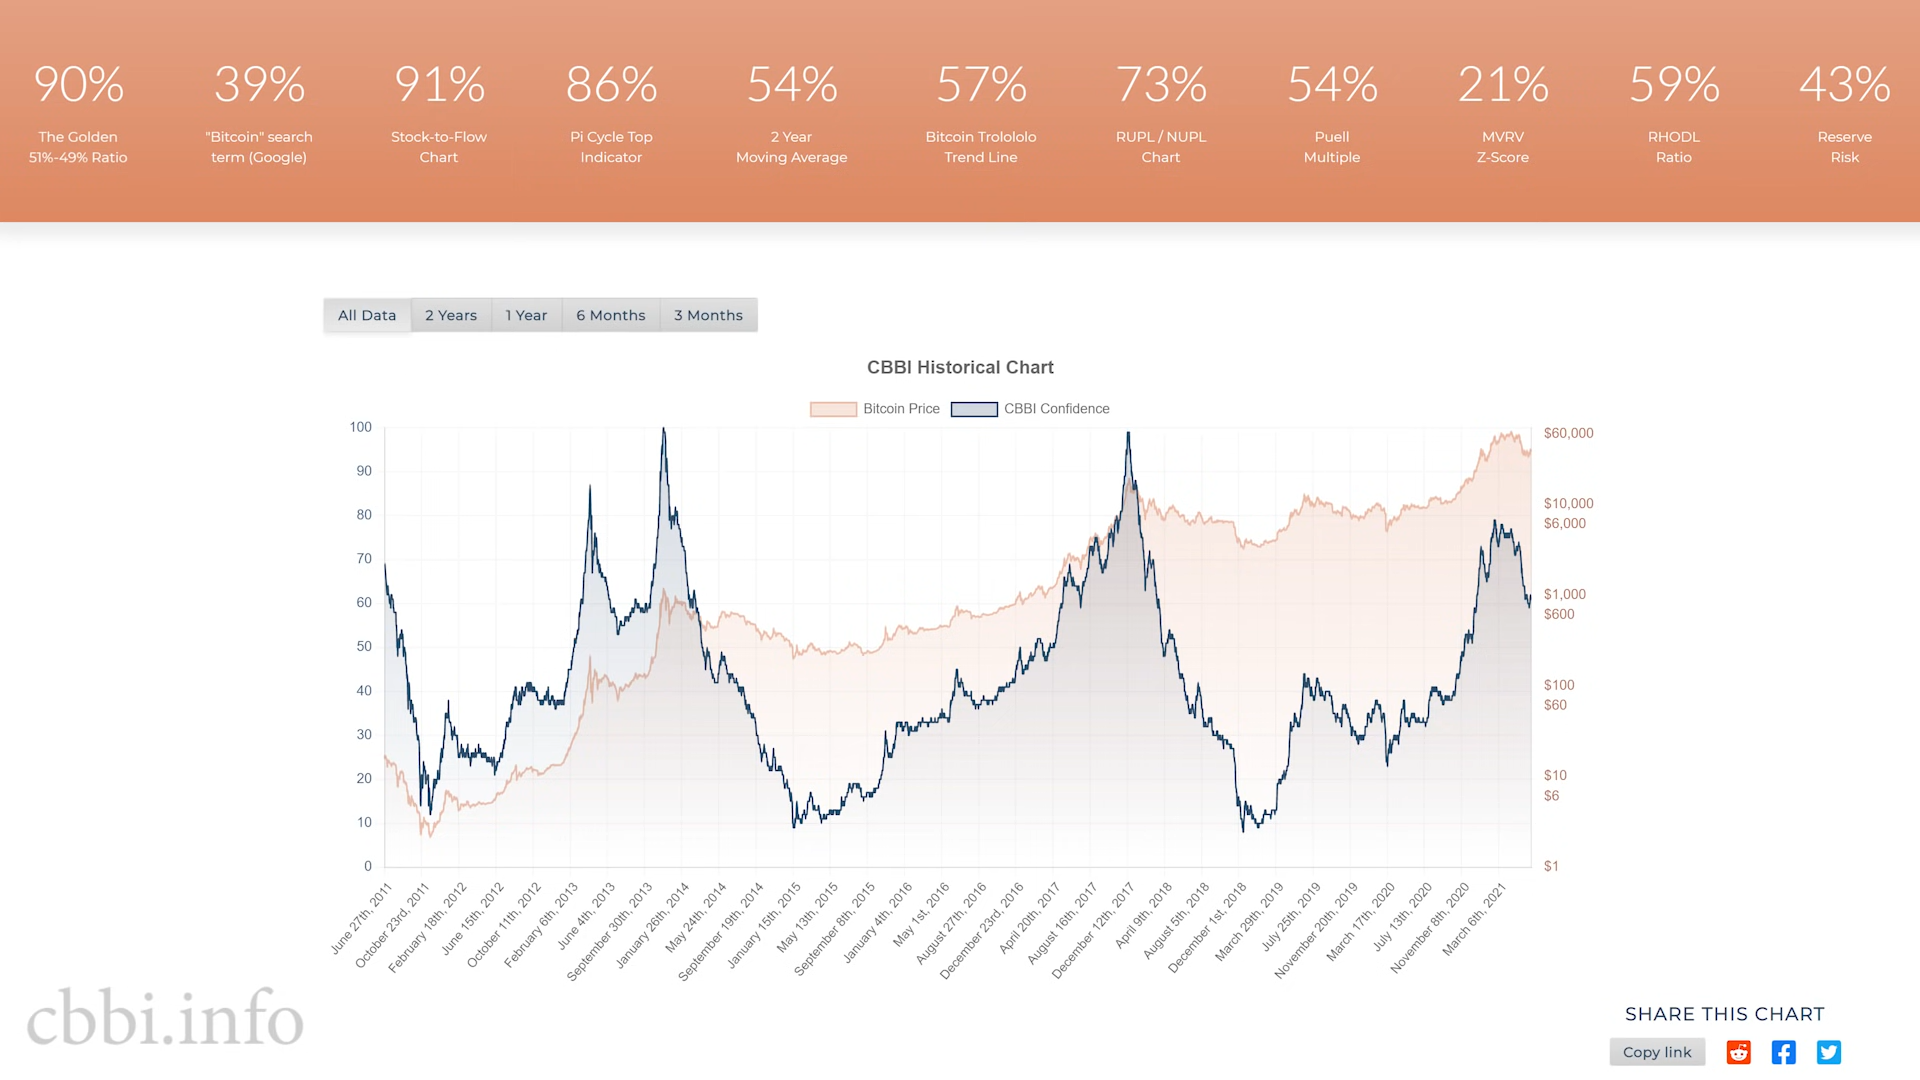 90% 39% 91% 86% 54% 57% 73% 54% 21% 59% 43%
The Golden "Bitcoin" search Stock-to-Flow Pi Cycle Top 2 Year Bitcoin Trolololo RUPL / NUPL Puell MVRV RHODL Reserve
51%-49% Ratio term (Google) Chart Indicator Moving Average Trend Line Chart Multiple Z-Score Ratio Risk
All Data 2 Years 1 Year 6 Months 3 Months
CBBI Historical Chart
Bitcoin Price CBBI Confidence
100
90
80
70
60
50
40
30
20
10
0
$60,000
$10,000
$6,000
$1,000
$600
$100
$60
$10
$6
$1
June 27th, 2011
October 23rd, 2011
February 18th, 2012
June 15th, 2012
October 11th, 2012
February 6th, 2013
June 4th, 2013
September 30th, 2013
January 26th, 2014
May 24th, 2014
September 19th, 2014
January 15th, 2015
May 13th, 2015
September 8th, 2015
January 4th, 2016
May 1st, 2016
August 27th, 2016
December 23rd, 2016
April 20th, 2017
August 16th, 2017
December 12th, 2017
April 9th, 2018
August 5th, 2018
December 1st, 2018
March 29th, 2019
July 25th, 2019
November 20th, 2019
March 17th, 2020
July 13th, 2020
November 8th, 2020
March 6th, 2021
cbbi.info
SHARE THIS CHART
Copy link